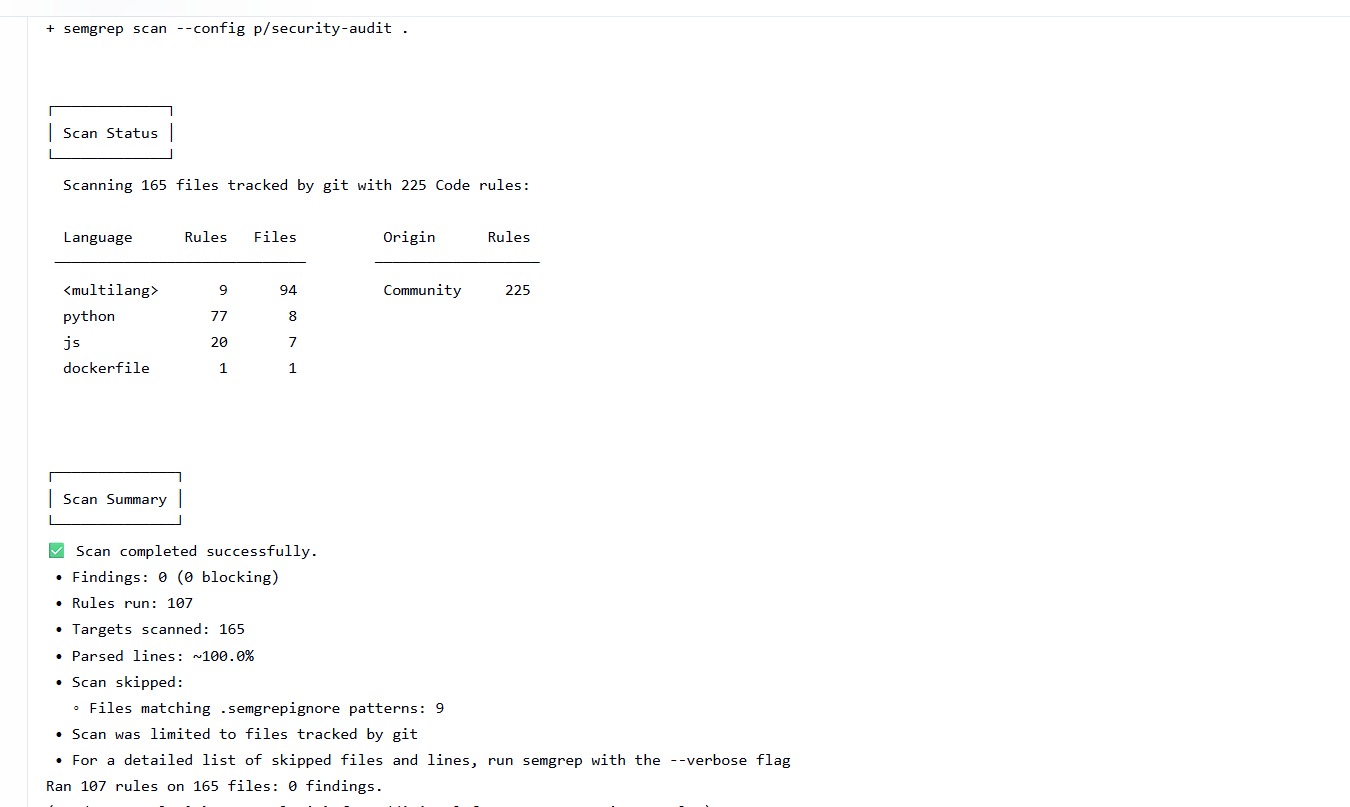 + semgrep scan --config p/security-audit .
Scan Status
Scanning 165 files tracked by git with 225 Code rules:
Language Rules Files Origin Rules
<multilang> 9 94 Community 225
python 77 8
js 20 7
dockerfile 1 1
Scan Summary
✅ Scan completed successfully.
• Findings: 0 (0 blocking)
• Rules run: 107
• Targets scanned: 165
• Parsed lines: ~100.0%
• Scan skipped:
◦ Files matching .semgrepignore patterns: 9
• Scan was limited to files tracked by git
• For a detailed list of skipped files and lines, run semgrep with the --verbose flag
Ran 107 rules on 165 files: 0 findings.